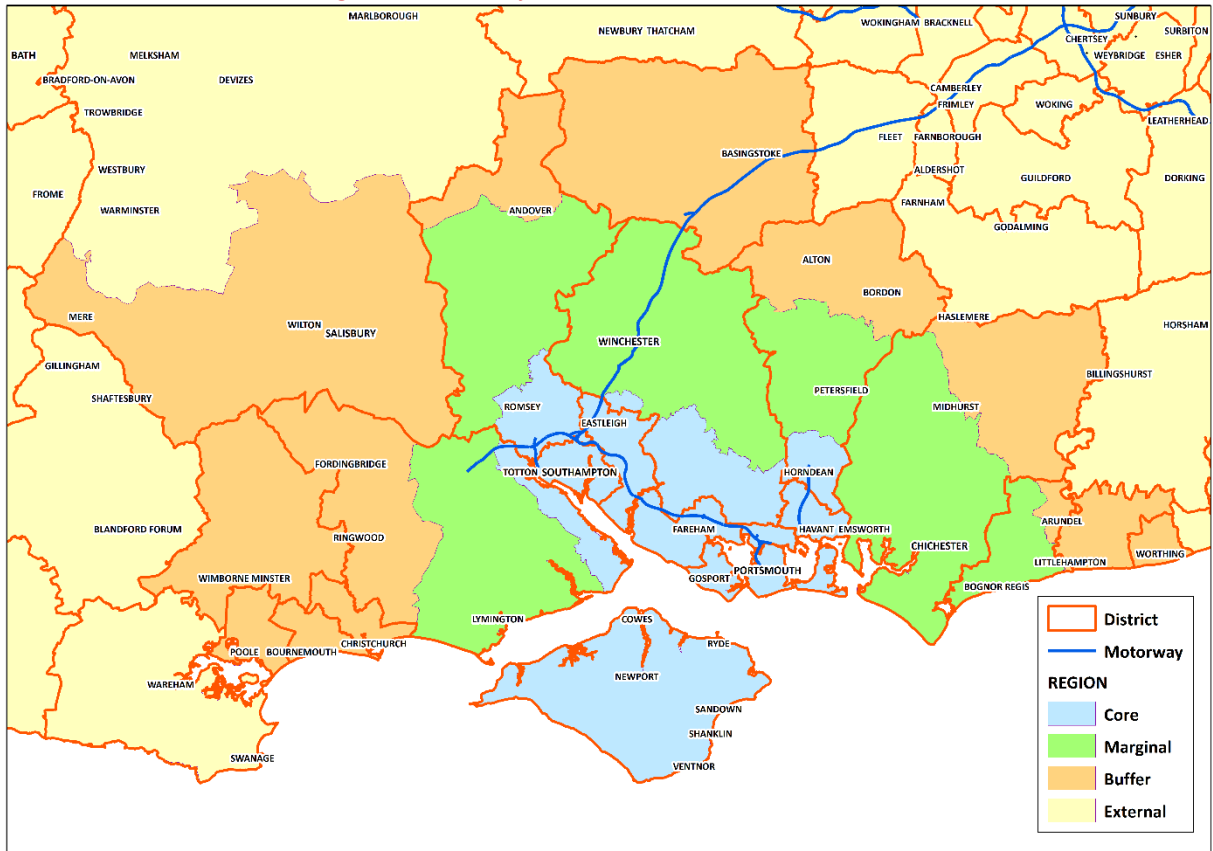 MARLBOROUGH
SUNBURY
WOKINGHAM BRACKNELL
NEWBURY THATCHAM
SURBITON
CHERTSEY
BATH
MELKSHAM
WEYBRIDGE
ESHER
BRADFORD-ON-AVON
DEVIZES
CAMBERLEY
FRIMLEY
WOKING
TROWBRIDGE
LEATHERHEAD
FLEET
FARNBOROUGH
BASINGSTOKE
WESTBURY
ALDERSHOT
GUILDFORD
DORKING
FROME
FARNHAM
WARMINSTER
ANDOVER
GODALMING
ALTON
BORDON
MERE
WILTON
SALISBURY
HASLEMERE
HORSHAM
WINCHESTER
GILLINGHAM
BILLINGSHURST
PETERSFIELD
SHAFTESBURY
ROMSEY
MIDHURST
EASTLEIGH
FORDINGBRIDGE
TOTTON
SOUTHAMPTON
HORNDEAN
BLANDFORD FORUM
RINGWOOD
FAREHAM
HAVANT
EMSWORTH
ARUNDEL
CHICHESTER
WORTHING
LITTLEHAMPTON
PORTSMOUTH
WIMBORNE MINSTER
GOSPORT
BOGNOR REGIS
LYMINGTON
COWES
CHRISTCHURCH
RYDE
POOLE
BOURNEMOUTH
NEWPORT
WAREHAM
SANDOWN
SHANKLIN
SWANAGE
VENTNOR
District
Motorway
REGION
Core
Marginal
Buffer
External